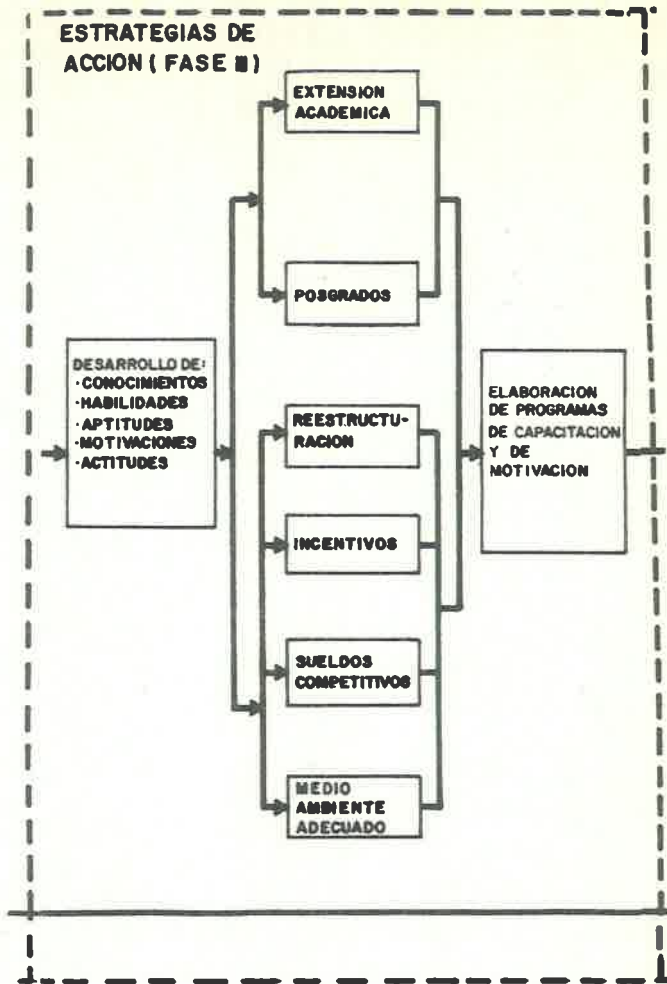 ESTRATEGIAS DE
ACCION ( FASE III )
EXTENSION
ACADEMICA
POSGRADOS
DESARROLLO DE:
·CONOCIMIENTOS
·HABILIDADES
·APTITUDES
·MOTIVACIONES
·ACTITUDES
REESTRUCTU-
RACION
INCENTIVOS
SUELDOS
COMPETITIVOS
MEDIO
AMBIENTE
ADECUADO
ELABORACION
DE PROGRAMAS
DE CAPACITACION
Y DE
MOTIVACION